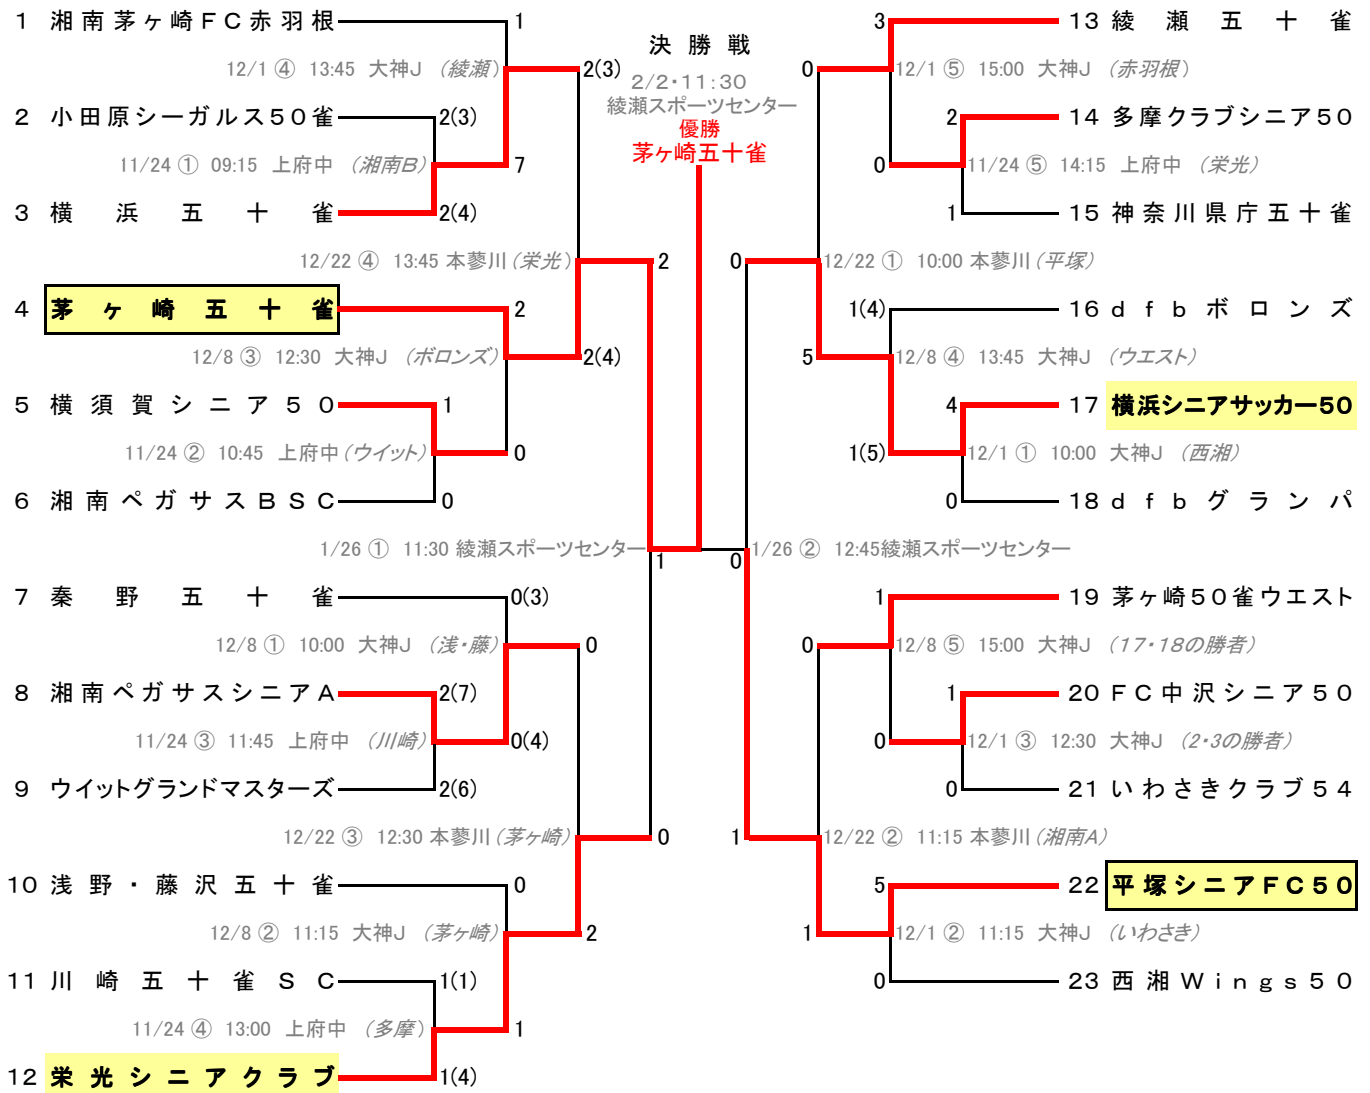 1 湘南茅ヶ崎FC赤羽根
1
12/1 ④ 13:45 大神J (綾瀬)
2(3)
2 小田原シーガルス50雀
2(3)
11/24 ① 09:15 上府中 (湘南B)
7
3 横浜五十雀
2(4)
12/22 ④ 13:45 本蓼川(栄光)
2
4 茅ヶ崎五十雀
2
12/8 ③ 12:30 大神J (ボロンズ)
2(4)
5 横須賀シニア50
1
11/24 ② 10:45 上府中(ウイット)
0
6 湘南ペガサスBSC
0
1/26 ① 11:30 綾瀬スポーツセンター
1
7 秦野五十雀
0(3)
12/8 ① 10:00 大神J (浅・藤)
0
8 湘南ペガサスシニアA
2(7)
11/24 ③ 11:45 上府中 (川崎)
0(4)
9 ウイットグランドマスターズ
2(6)
12/22 ③ 12:30 本蓼川(茅ヶ崎)
0
10 浅野・藤沢五十雀
0
12/8 ② 11:15 大神J (茅ヶ崎)
2
11 川崎五十雀SC
1(1)
11/24 ④ 13:00 上府中 (多摩)
1
12 栄光シニアクラブ
1(4)
決勝戦
2/2・11:30
綾瀬スポーツセンター
優勝
茅ヶ崎五十雀
3
13 綾瀬五十雀
0
12/1 ⑤ 15:00 大神J (赤羽根)
2
14 多摩クラブシニア50
0
11/24 ⑤ 14:15 上府中 (栄光)
1
15 神奈川県庁五十雀
0
12/22 ① 10:00 本蓼川(平塚)
1(4)
16 dfbボロンズ
5
12/8 ④ 13:45 大神J (ウエスト)
4
17 横浜シニアサッカー50
1(5)
12/1 ① 10:00 大神J (西湘)
0
18 dfbグランパ
0
1/26 ② 12:45綾瀬スポーツセンター
1
19 茅ヶ崎50雀ウエスト
0
12/8 ⑤ 15:00 大神J (17・18の勝者)
1
20 FC中沢シニア50
0
12/1 ③ 12:30 大神J (2・3の勝者)
0
21 いわさきクラブ54
1
12/22 ② 11:15 本蓼川(湘南A)
5
22 平塚シニアFC50
1
12/1 ② 11:15 大神J (いわさき)
0
23 西湘Wings50